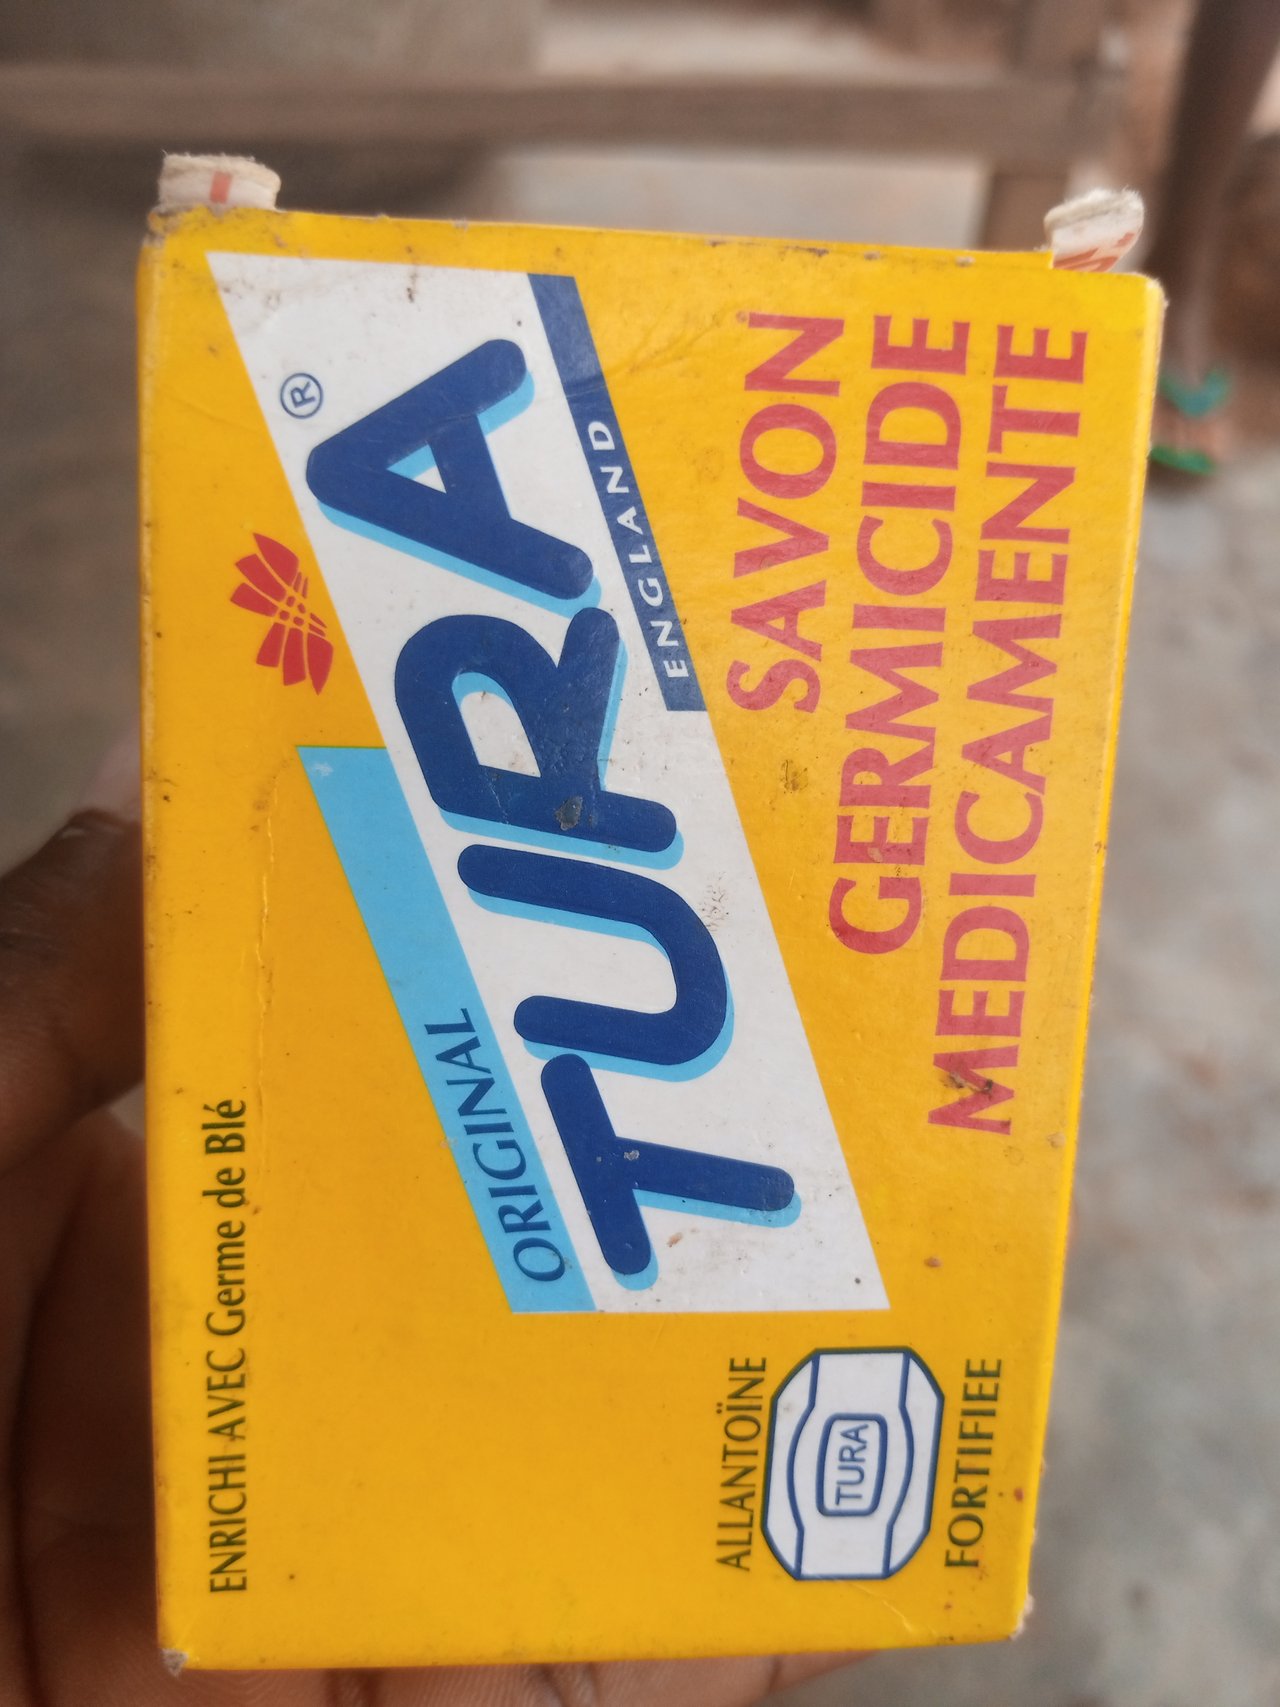 ENRICHI AVEC Germe de Blé
ORIGINAL
TURA®
ENGLAND
SAVON
GERMICIDE
MEDICAMENTE
ALLANTOÏNE
TURA
FORTIFIEE